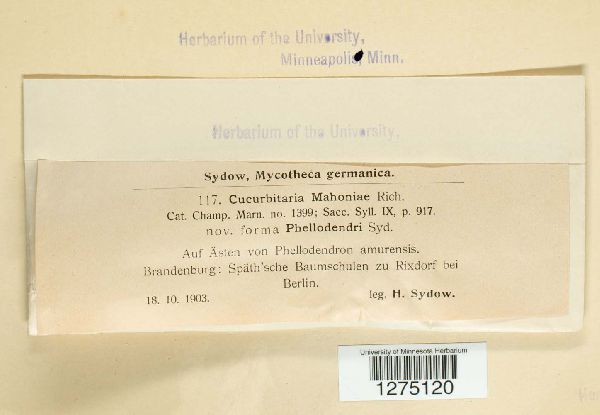 Herbarium of the University,
Minneapolis, Minn.
Herbarium of the University,
Sydow, Mycotheca germanica.
117. Cucurbitaria Mahoniae Rich.
Cat. Champ. Marn. no. 1399; Sacc. Syll. IX, p. 917.
nov. forma Phellodendri Syd.
Auf Ästen von Phellodendron amurensis.
Brandenburg: Späth'sche Baumschulen zu Rixdorf bei
Berlin.
18. 10. 1903. leg. H. Sydow.
University of Minnesota Herbarium
1275120